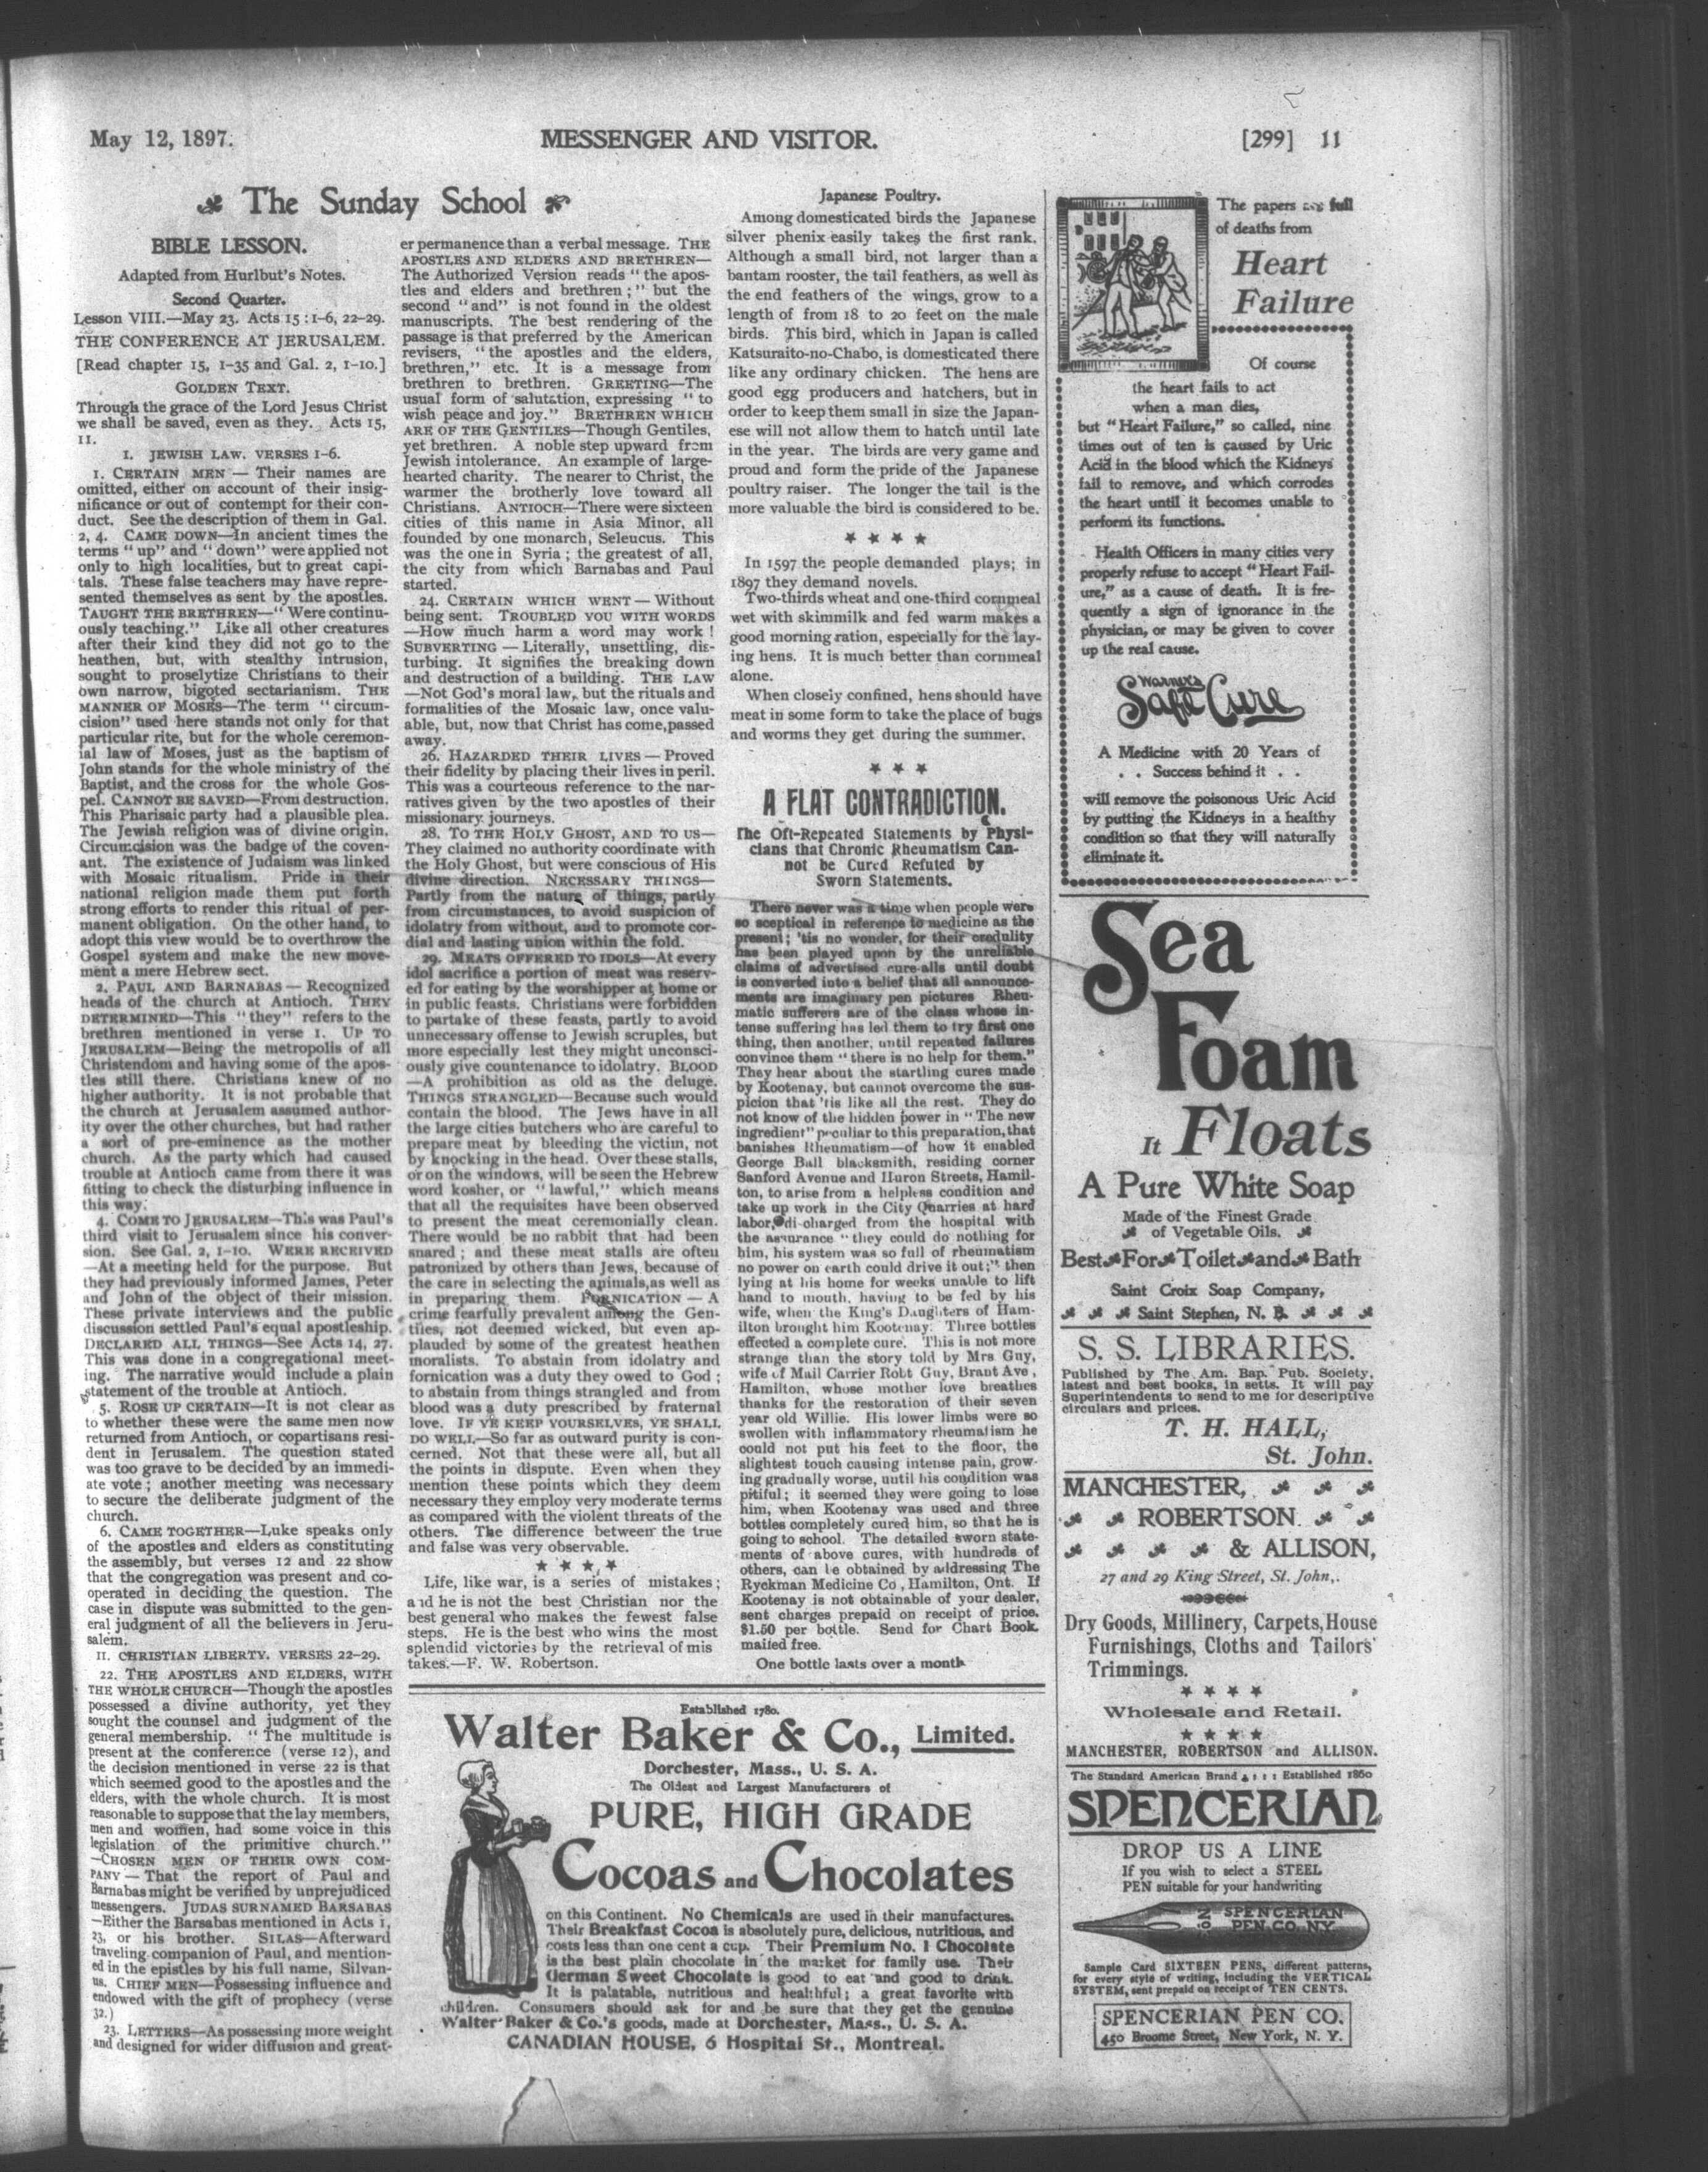 May 12, 1897.
MESSENGER AND VISITOR.
[299] 11
The Sunday School
BIBLE LESSON.
Adapted from Hurlbut's Notes.
Second Quarter.
Lesson VIII.—May 23. Acts 15 : 1-6, 22-29.
THE CONFERENCE AT JERUSALEM.
[Read chapter 15, 1-35 and Gal. 2, 1-10.]
GOLDEN TEXT.
Through the grace of the Lord Jesus Christ
we shall be saved, even as they. Acts 15,
11.
I. JEWISH LAW. VERSES 1-6.
1. CERTAIN MEN — Their names are
omitted, either on account of their insig-
nificance or out of contempt for their con-
duct. See the description of them in Gal.
2, 4. CAME DOWN—In ancient times the
terms "up" and "down" were applied not
only to high localities, but to great capi-
tals. These false teachers may have repre-
sented themselves as sent by the apostles.
TAUGHT THE BRETHREN—"Were continu-
ously teaching." Like all other creatures
after their kind they did not go to the
heathen, but, with stealthy intrusion,
sought to proselytize Christians to their
own narrow, bigoted sectarianism. THE
MANNER OF MOSES—The term "circum-
cision" used here stands not only for that
particular rite, but for the whole ceremon-
ial law of Moses, just as the baptism of
John stands for the whole ministry of the
Baptist, and the cross for the whole Gos-
pel. CANNOT BE SAVED—From destruction.
This Pharisaic party had a plausible plea.
The Jewish religion was of divine origin.
Circumcision was the badge of the coven-
ant. The existence of Judaism was linked
with Mosaic ritualism. Pride in their
national religion made them put forth
strong efforts to render this ritual of per-
manent obligation. On the other hand, to
adopt this view would be to overthrow the
Gospel system and make the new move-
ment a mere Hebrew sect.
2. PAUL AND BARNABAS — Recognized
heads of the church at Antioch. THEY
DETERMINED—This "they" refers to the
brethren mentioned in verse 1. UP TO
JERUSALEM—Being the metropolis of all
Christendom and having some of the apos-
tles still there. Christians knew of no
higher authority. It is not probable that
the church at Jerusalem assumed author-
ity over the other churches, but had rather
a sort of pre-eminence as the mother
church. As the party which had caused
trouble at Antioch came from there it was
fitting to check the disturbing influence in
this way.
4. COME TO JERUSALEM—This was Paul's
third visit to Jerusalem since his conver-
sion. See Gal. 2, 1-10. WERE RECEIVED
—At a meeting held for the purpose. But
they had previously informed James, Peter
and John of the object of their mission.
These private interviews and the public
discussion settled Paul's equal apostleship.
DECLARED ALL THINGS—See Acts 14, 27.
This was done in a congregational meet-
ing. The narrative would include a plain
statement of the trouble at Antioch.
5. ROSE UP CERTAIN—It is not clear as
to whether these were the same men now
returned from Antioch, or copartisans resi-
dent in Jerusalem. The question stated
was too grave to be decided by an immedi-
ate vote ; another meeting was necessary
to secure the deliberate judgment of the
church.
6. CAME TOGETHER—Luke speaks only
of the apostles and elders as constituting
the assembly, but verses 12 and 22 show
that the congregation was present and co-
operated in deciding the question. The
case in dispute was submitted to the gen-
eral judgment of all the believers in Jeru-
salem.
II. CHRISTIAN LIBERTY. VERSES 22-29.
22. THE APOSTLES AND ELDERS, WITH
THE WHOLE CHURCH—Though the apostles
possessed a divine authority, yet they
sought the counsel and judgment of the
general membership. "The multitude is
present at the conference (verse 12), and
the decision mentioned in verse 22 is that
which seemed good to the apostles and the
elders, with the whole church. It is most
reasonable to suppose that the lay members,
men and women, had some voice in this
legislation of the primitive church."
—CHOSEN MEN OF THEIR OWN COM-
PANY — That the report of Paul and
Barnabas might be verified by unprejudiced
messengers. JUDAS SURNAMED BARSABAS
—Either the Barsabas mentioned in Acts 1,
23, or his brother. SILAS—Afterward
traveling companion of Paul, and mention-
ed in the epistles by his full name, Silvan-
us. CHIEF MEN—Possessing influence and
endowed with the gift of prophecy (verse
32.)
23. LETTERS—As possessing more weight
and designed for wider diffusion and great-
er permanence than a verbal message. THE
APOSTLES AND ELDERS AND BRETHREN—
The Authorized Version reads "the apos-
tles and elders and brethren ;" but the
second "and" is not found in the oldest
manuscripts. The best rendering of the
passage is that preferred by the American
revisers, "the apostles and the elders,
brethren," etc. It is a message from
brethren to brethren. GREETING—The
usual form of salutation, expressing "to
wish peace and joy." BRETHREN WHICH
ARE OF THE GENTILES—Though Gentiles,
yet brethren. A noble step upward from
Jewish intolerance. An example of large-
hearted charity. The nearer to Christ, the
warmer the brotherly love toward all
Christians. ANTIOCH—There were sixteen
cities of this name in Asia Minor, all
founded by one monarch, Seleucus. This
was the one in Syria ; the greatest of all,
the city from which Barnabas and Paul
started.
24. CERTAIN WHICH WENT — Without
being sent. TROUBLED YOU WITH WORDS
—How much harm a word may work !
SUBVERTING — Literally, unsettling, dis-
turbing. It signifies the breaking down
and destruction of a building. THE LAW
—Not God's moral law, but the rituals and
formalities of the Mosaic law, once valu-
able, but, now that Christ has come, passed
away.
26. HAZARDED THEIR LIVES — Proved
their fidelity by placing their lives in peril.
This was a courteous reference to the nar-
ratives given by the two apostles of their
missionary journeys.
28. TO THE HOLY GHOST, AND TO US—
They claimed no authority coordinate with
the Holy Ghost, but were conscious of His
divine direction. NECESSARY THINGS—
Partly from the nature of things, partly
from circumstances, to avoid suspicion of
idolatry from without, and to promote cor-
dial and lasting union within the fold.
29. MEATS OFFERED TO IDOLS—At every
idol sacrifice a portion of meat was reserv-
ed for eating by the worshipper at home or
in public feasts. Christians were forbidden
to partake of these feasts, partly to avoid
unnecessary offense to Jewish scruples, but
more especially lest they might unconsci-
ously give countenance to idolatry. BLOOD
—A prohibition as old as the deluge.
THINGS STRANGLED—Because such would
contain the blood. The Jews have in all
the large cities butchers who are careful to
prepare meat by bleeding the victim, not
by knocking in the head. Over these stalls,
or on the windows, will be seen the Hebrew
word kosher, or "lawful," which means
that all the requisites have been observed
to present the meat ceremonially clean.
There would be no rabbit that had been
snared ; and these meat stalls are often
patronized by others than Jews, because of
the care in selecting the animals, as well as
in preparing them. FORNICATION — A
crime fearfully prevalent among the Gen-
tiles, not deemed wicked, but even ap-
plauded by some of the greatest heathen
moralists. To abstain from idolatry and
fornication was a duty they owed to God ;
to abstain from things strangled and from
blood was a duty prescribed by fraternal
love. IF YE KEEP YOURSELVES, YE SHALL
DO WELL—So far as outward purity is con-
cerned. Not that these were all, but all
the points in dispute. Even when they
mention these points which they deem
necessary they employ very moderate terms
as compared with the violent threats of the
others. The difference between the true
and false was very observable.
* * * *
Life, like war, is a series of mistakes ;
and he is not the best Christian nor the
best general who makes the fewest false
steps. He is the best who wins the most
splendid victories by the retrieval of mis
takes.—F. W. Robertson.
Japanese Poultry.
Among domesticated birds the Japanese
silver phenix easily takes the first rank.
Although a small bird, not larger than a
bantam rooster, the tail feathers, as well as
the end feathers of the wings, grow to a
length of from 18 to 20 feet on the male
birds. This bird, which in Japan is called
Katsuraito-no-Chabo, is domesticated there
like any ordinary chicken. The hens are
good egg producers and hatchers, but in
order to keep them small in size the Japan-
ese will not allow them to hatch until late
in the year. The birds are very game and
proud and form the pride of the Japanese
poultry raiser. The longer the tail is the
more valuable the bird is considered to be.
* * * *
In 1597 the people demanded plays; in
1897 they demand novels.
Two-thirds wheat and one-third cornmeal
wet with skimmilk and fed warm makes a
good morning ration, especially for the lay-
ing hens. It is much better than cornmeal
alone.
When closely confined, hens should have
meat in some form to take the place of bugs
and worms they get during the summer.
* * *
A FLAT CONTRADICTION.
The Oft-Repeated Statements by Physi-
cians that Chronic Rheumatism Can-
not be Cured Refuted by
Sworn Statements.
There never was a time when people were
so sceptical in reference to medicine as the
present; 'tis no wonder, for their credulity
has been played upon by the unreliable
claims of advertised cure-alls until doubt
is converted into a belief that all announce-
ments are imaginary pen pictures Rheu-
matic sufferers are of the class whose in-
tense suffering has led them to try first one
thing, then another, until repeated failures
convince them "there is no help for them."
They hear about the startling cures made
by Kootenay, but cannot overcome the sus-
picion that 'tis like all the rest. They do
not know of the hidden power in "The new
ingredient" peculiar to this preparation, that
banishes Rheumatism—of how it enabled
George Ball blacksmith, residing corner
Sanford Avenue and Huron Streets, Hamil-
ton, to arise from a helpless condition and
take up work in the City Quarries at hard
labor, di charged from the hospital with
the assurance "they could do nothing for
him, his system was so full of rheumatism
no power on earth could drive it out;" then
lying at his home for weeks unable to lift
hand to mouth, having to be fed by his
wife, when the King's Daughters of Ham-
ilton brought him Kootenay. Three bottles
effected a complete cure. This is not more
strange than the story told by Mrs Guy,
wife of Mail Carrier Robt Guy, Brant Ave ,
Hamilton, whose mother love breathes
thanks for the restoration of their seven
year old Willie. His lower limbs were so
swollen with inflammatory rheumatism he
could not put his feet to the floor, the
slightest touch causing intense pain, grow-
ing gradually worse, until his condition was
pitiful; it seemed they were going to lose
him, when Kootenay was used and three
bottles completely cured him, so that he is
going to school. The detailed sworn state-
ments of above cures, with hundreds of
others, can be obtained by addressing The
Ryckman Medicine Co , Hamilton, Ont. If
Kootenay is not obtainable of your dealer,
sent charges prepaid on receipt of price.
$1.50 per bottle. Send for Chart Book
mailed free.
One bottle lasts over a month
Established 1780.
Walter Baker & Co., Limited.
Dorchester, Mass., U. S. A.
The Oldest and Largest Manufacturers of
PURE, HIGH GRADE
Cocoas and Chocolates
on this Continent. No Chemicals are used in their manufactures.
Their Breakfast Cocoa is absolutely pure, delicious, nutritious, and
costs less than one cent a cup. Their Premium No. 1 Chocolate
is the best plain chocolate in the market for family use. Their
German Sweet Chocolate is good to eat and good to drink.
It is palatable, nutritious and healthful; a great favorite with
children. Consumers should ask for and be sure that they get the genuine
Walter Baker & Co.'s goods, made at Dorchester, Mass., U. S. A.
CANADIAN HOUSE, 6 Hospital St., Montreal.
The papers are full
of deaths from
Heart
Failure
Of course
the heart fails to act
when a man dies,
but "Heart Failure," so called, nine
times out of ten is caused by Uric
Acid in the blood which the Kidneys
fail to remove, and which corrodes
the heart until it becomes unable to
perform its functions.
Health Officers in many cities very
properly refuse to accept "Heart Fail-
ure," as a cause of death. It is fre-
quently a sign of ignorance in the
physician, or may be given to cover
up the real cause.
Warner's
Safe Cure
A Medicine with 20 Years of
. . Success behind it . .
will remove the poisonous Uric Acid
by putting the Kidneys in a healthy
condition so that they will naturally
eliminate it.
Sea
Foam
It Floats
A Pure White Soap
Made of the Finest Grade
of Vegetable Oils.
Best For Toilet and Bath
Saint Croix Soap Company,
Saint Stephen, N. B.
S. S. LIBRARIES.
Published by The Am. Bap. Pub. Society,
latest and best books, in setts. It will pay
Superintendents to send to me for descriptive
circulars and prices.
T. H. HALL,
St. John.
MANCHESTER,
ROBERTSON
& ALLISON,
27 and 29 King Street, St. John,.
Dry Goods, Millinery, Carpets, House
Furnishings, Cloths and Tailors'
Trimmings.
* * * *
Wholesale and Retail.
* * * *
MANCHESTER, ROBERTSON and ALLISON.
The Standard American Brand : : : : Established 1860
SPENCERIAN
DROP US A LINE
If you wish to select a STEEL
PEN suitable for your handwriting
No 1
SPENCERIAN
PEN CO. N.Y.
Sample Card SIXTEEN PENS, different patterns,
for every style of writing, including the VERTICAL
SYSTEM, sent prepaid on receipt of TEN CENTS.
SPENCERIAN PEN CO.
450 Broome Street, New York, N. Y.